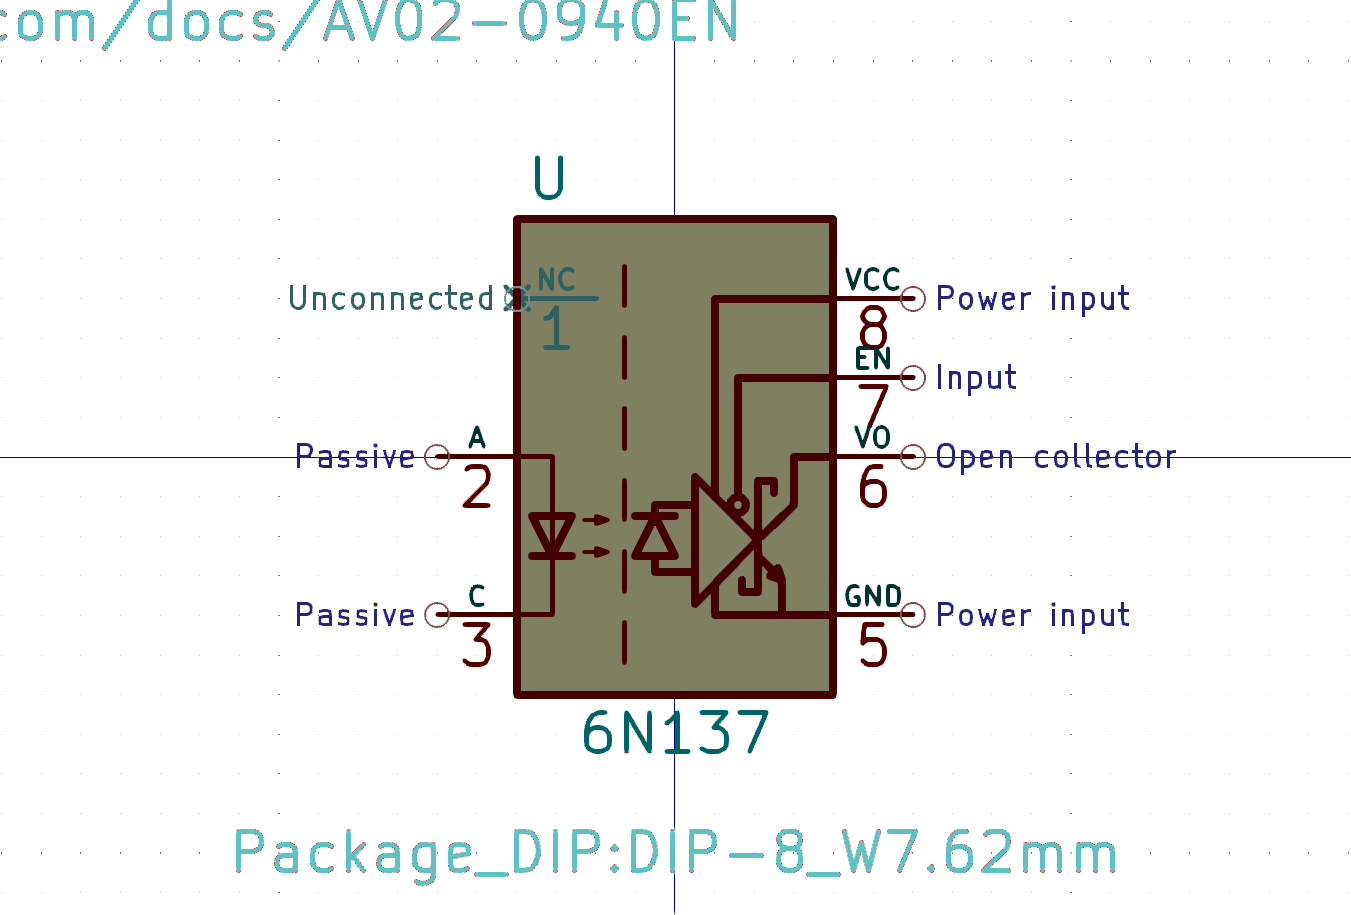 com/docs/AV02-0940EN
U
NC
Unconnected
1
VCC
Power input
8
EN
Input
7
A
Passive
2
VO
Open collector
6
C
Passive
3
GND
Power input
5
6N137
Package_DIP:DIP-8_W7.62mm